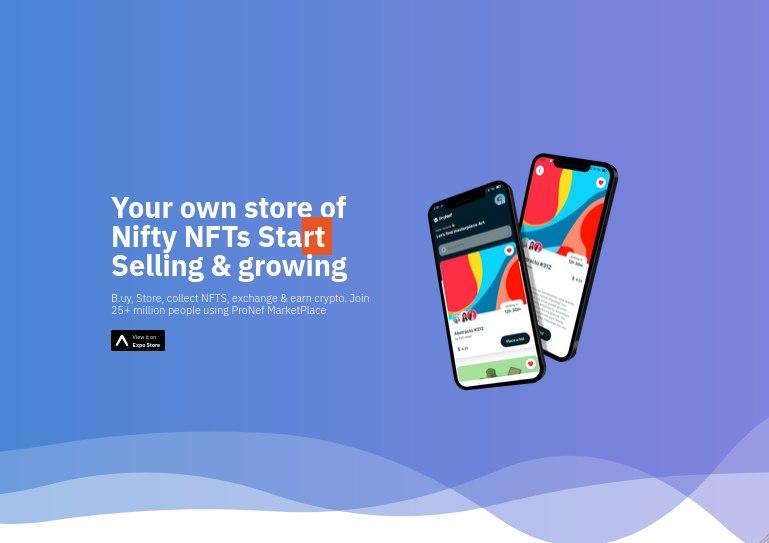 Your own store of
Nifty NFTs Start
Selling & growing
B.uy, Store, collect NFTS, exchange & earn crypto. Join
25+ million people using ProNef MarketPlace
View it on
Expo Store
ProNef
Let's find masterpiece Art
Abstracto #312
12h 30m
Place a bid
Abstracto #312
12h 30m